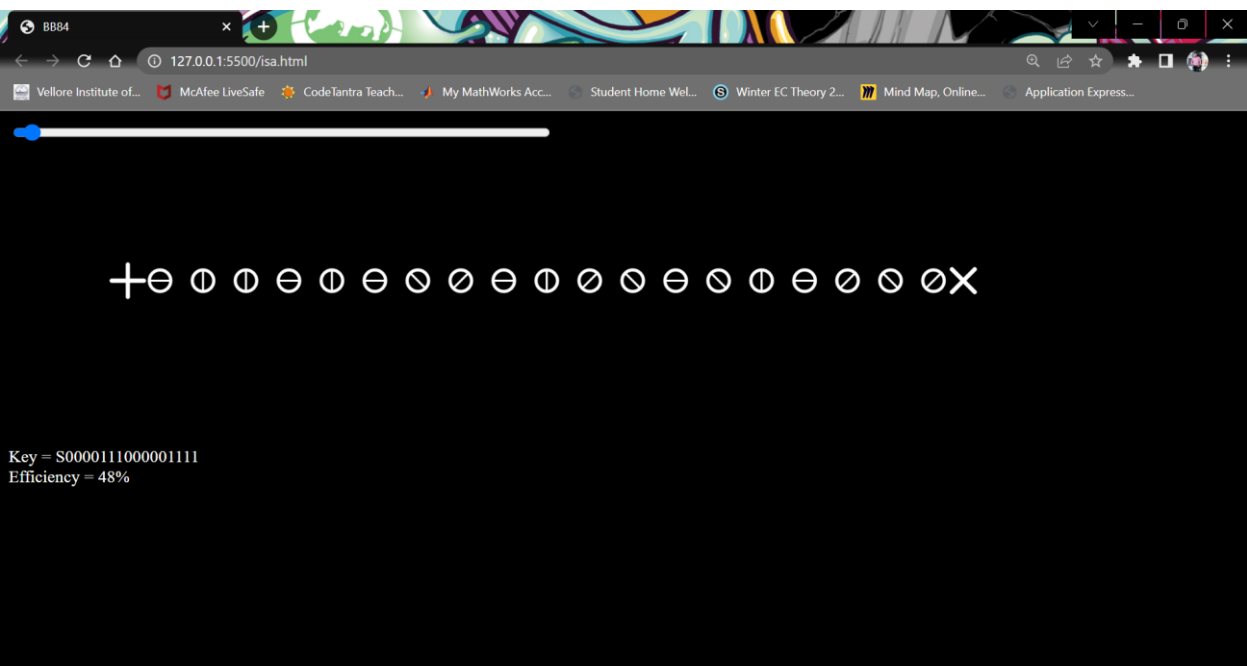 BB84
127.0.0.1:5500/isa.html
Vellore Institute of... McAfee LiveSafe CodeTantra Teach... My MathWorks Acc... Student Home Wel... Winter EC Theory 2... Mind Map, Online... Application Express...
Key = S0000111000001111
Efficiency = 48%